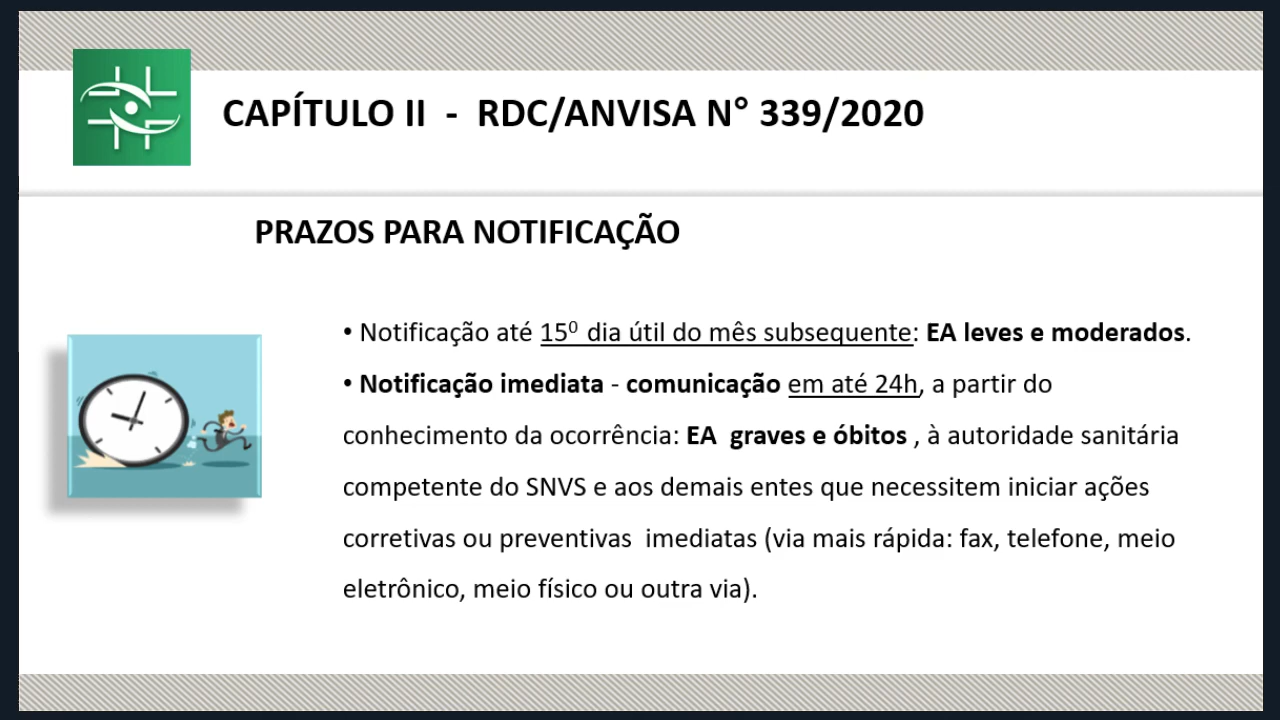 CAPÍTULO II - RDC/ANVISA N° 339/2020
PRAZOS PARA NOTIFICAÇÃO
• Notificação até 15⁰ dia útil do mês subsequente: EA leves e moderados.
• Notificação imediata - comunicação em até 24h, a partir do
conhecimento da ocorrência: EA graves e óbitos , à autoridade sanitária
competente do SNVS e aos demais entes que necessitem iniciar ações
corretivas ou preventivas imediatas (via mais rápida: fax, telefone, meio
eletrônico, meio físico ou outra via).